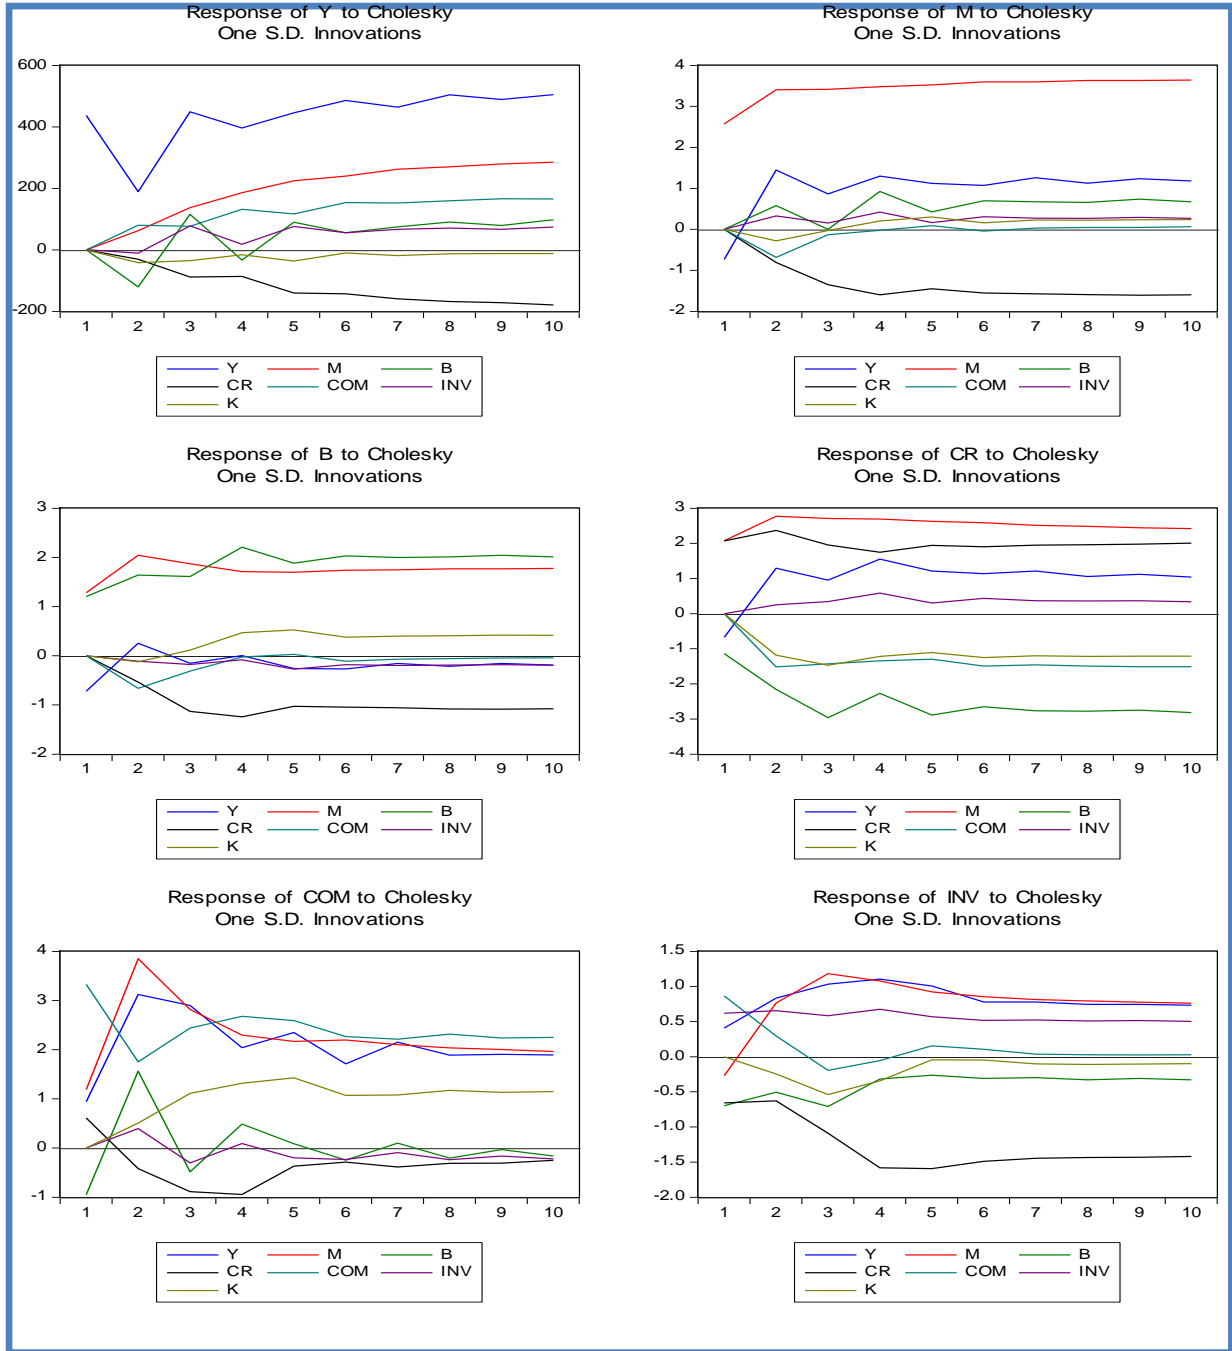 Response of Y to Cholesky
One S.D. Innovations
600
400
200
0
-200
1 2 3 4 5 6 7 8 9 10
Y M B
CR COM INV
K
Response of M to Cholesky
One S.D. Innovations
4
3
2
1
0
-1
-2
1 2 3 4 5 6 7 8 9 10
Y M B
CR COM INV
K
Response of B to Cholesky
One S.D. Innovations
3
2
1
0
-1
-2
1 2 3 4 5 6 7 8 9 10
Y M B
CR COM INV
K
Response of CR to Cholesky
One S.D. Innovations
3
2
1
0
-1
-2
-3
-4
1 2 3 4 5 6 7 8 9 10
Y M B
CR COM INV
K
Response of COM to Cholesky
One S.D. Innovations
4
3
2
1
0
-1
1 2 3 4 5 6 7 8 9 10
Y M B
CR COM INV
K
Response of INV to Cholesky
One S.D. Innovations
1.5
1.0
0.5
0.0
-0.5
-1.0
-1.5
-2.0
1 2 3 4 5 6 7 8 9 10
Y M B
CR COM INV
K